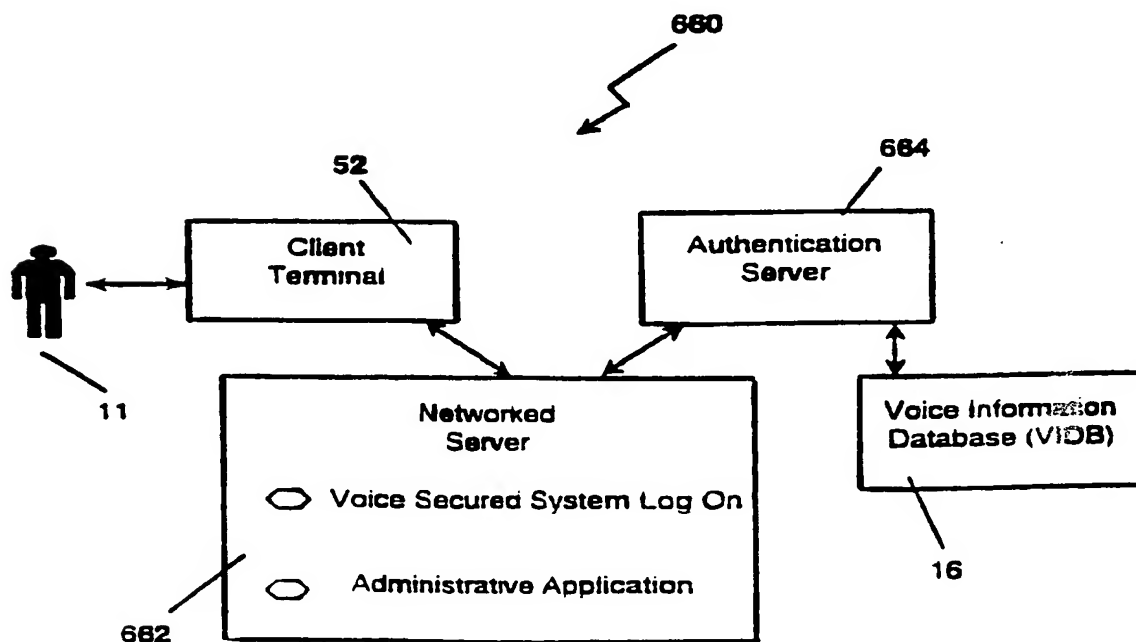 660
52
664
Client
Terminal
Authentication
Server
11
Networked
Server
Voice Secured System Log On
Administrative Application
Voice Information
Database (VIDB)
16
662